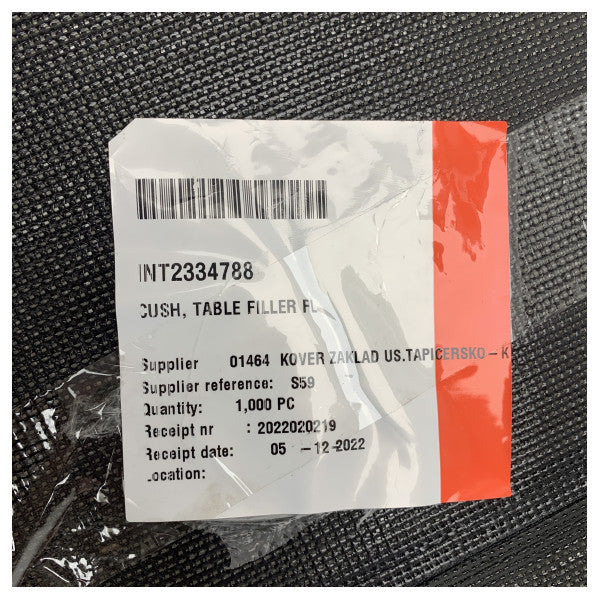 INT2334788
CUSH, TABLE FILLER FL
Supplier 01464 KOVER ZAKLAD US.TAPICERSKO – K
Supplier reference: S59
Quantity: 1,000 PC
Receipt nr : 2022020219
Receipt date: 05 –12-2022
Location: